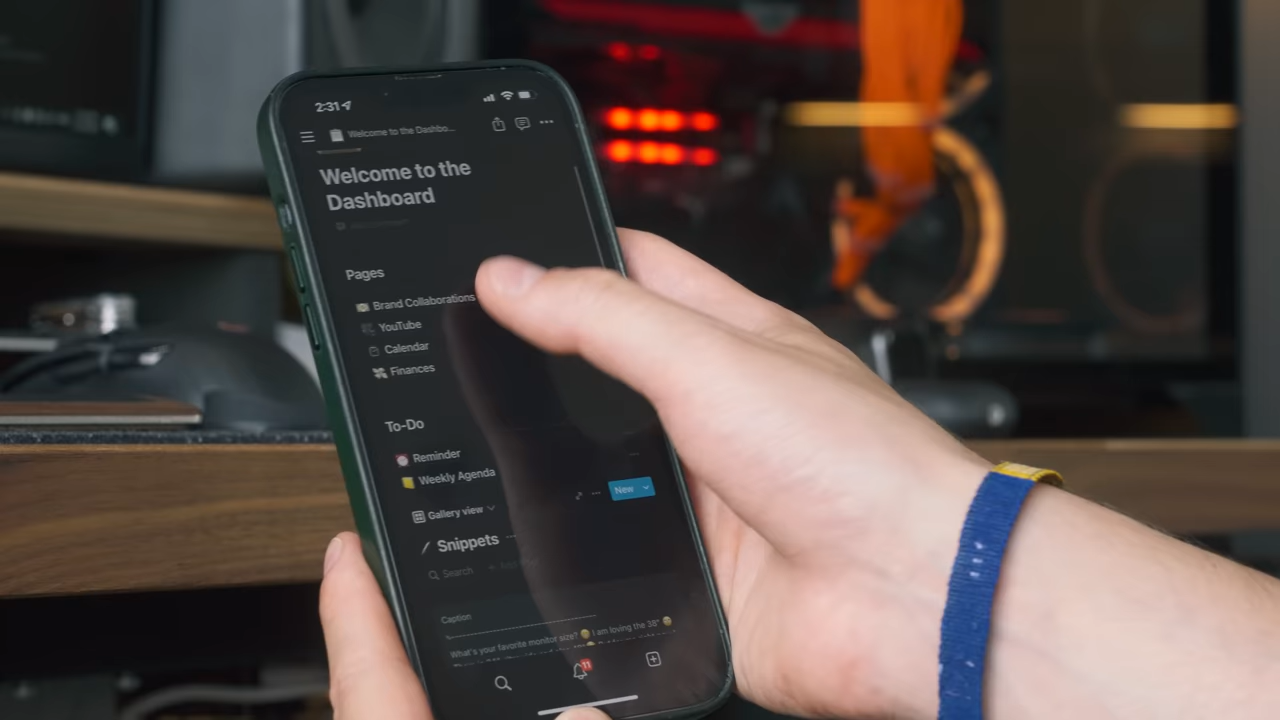 2:31
Welcome to the Dashbo...
Welcome to the
Dashboard
Pages
Brand Collaborations
YouTube
Calendar
Finances
To-Do
Reminder
Weekly Agenda
New
Gallery view
Snippets
Search
Caption
What's your favorite monitor size? 😀 I am loving the 38" 😀
11